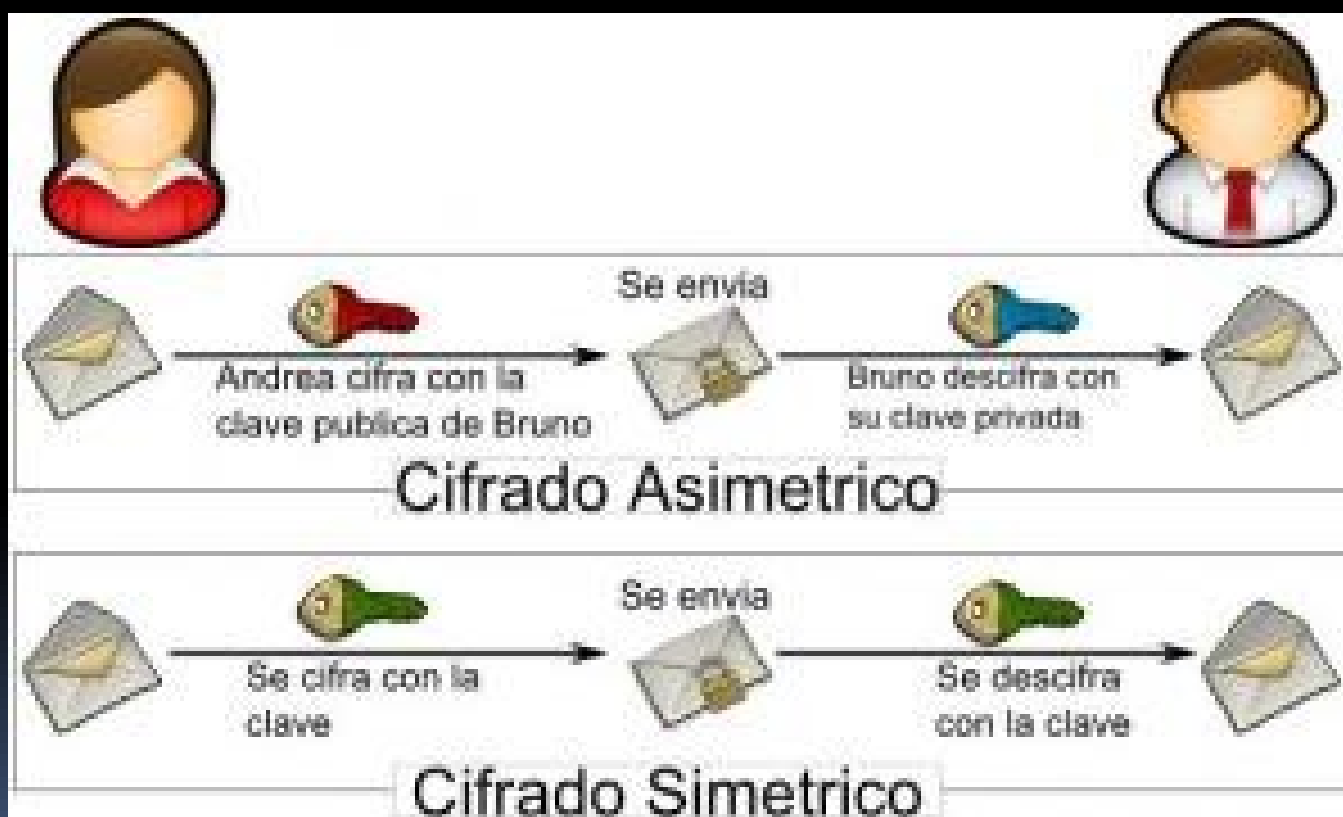 Se envia
Andrea cifra con la
clave publica de Bruno
Bruno descifra con
su clave privada
Cifrado Asimetrico
Se envia
Se cifra con la
clave
Se descifra
con la clave
Cifrado Simetrico